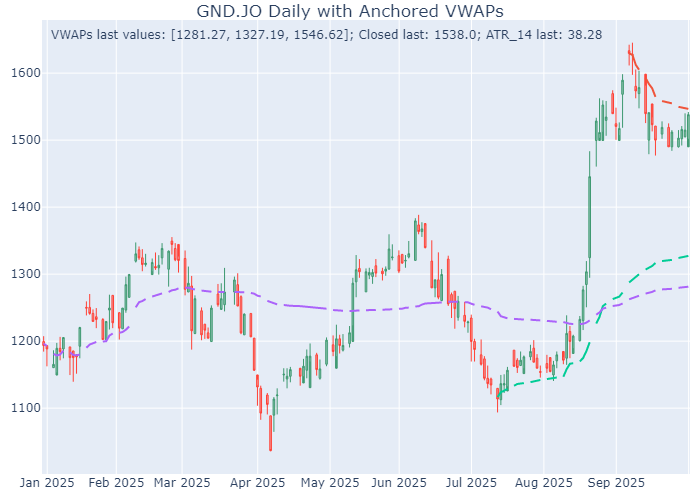 GND.JO Daily with Anchored VWAPs
VWAPs last values: [1281.27, 1327.19, 1546.62]; Closed last: 1538.0; ATR_14 last: 38.28
1600
1500
1400
1300
1200
1100
Jan 2025
Feb 2025
Mar 2025
Apr 2025
May 2025
Jun 2025
Jul 2025
Aug 2025
Sep 2025